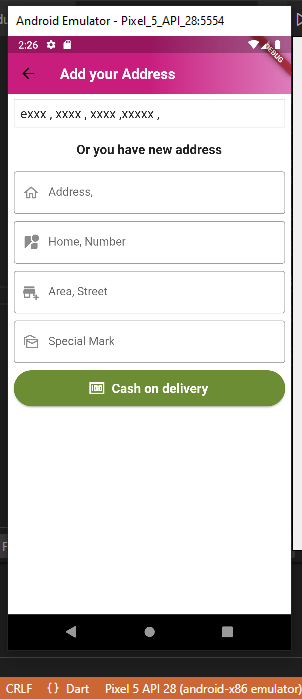 Android Emulator - Pixel_5_API_28:5554
2:26
DEBUG
Add your Address
exxx , xxxx , xxxx ,xxxxx ,
Or you have new address
Address,
Home, Number
Area, Street
Special Mark
Cash on delivery
CRLF {} Dart Pixel 5 API 28 (android-x86 emulator)